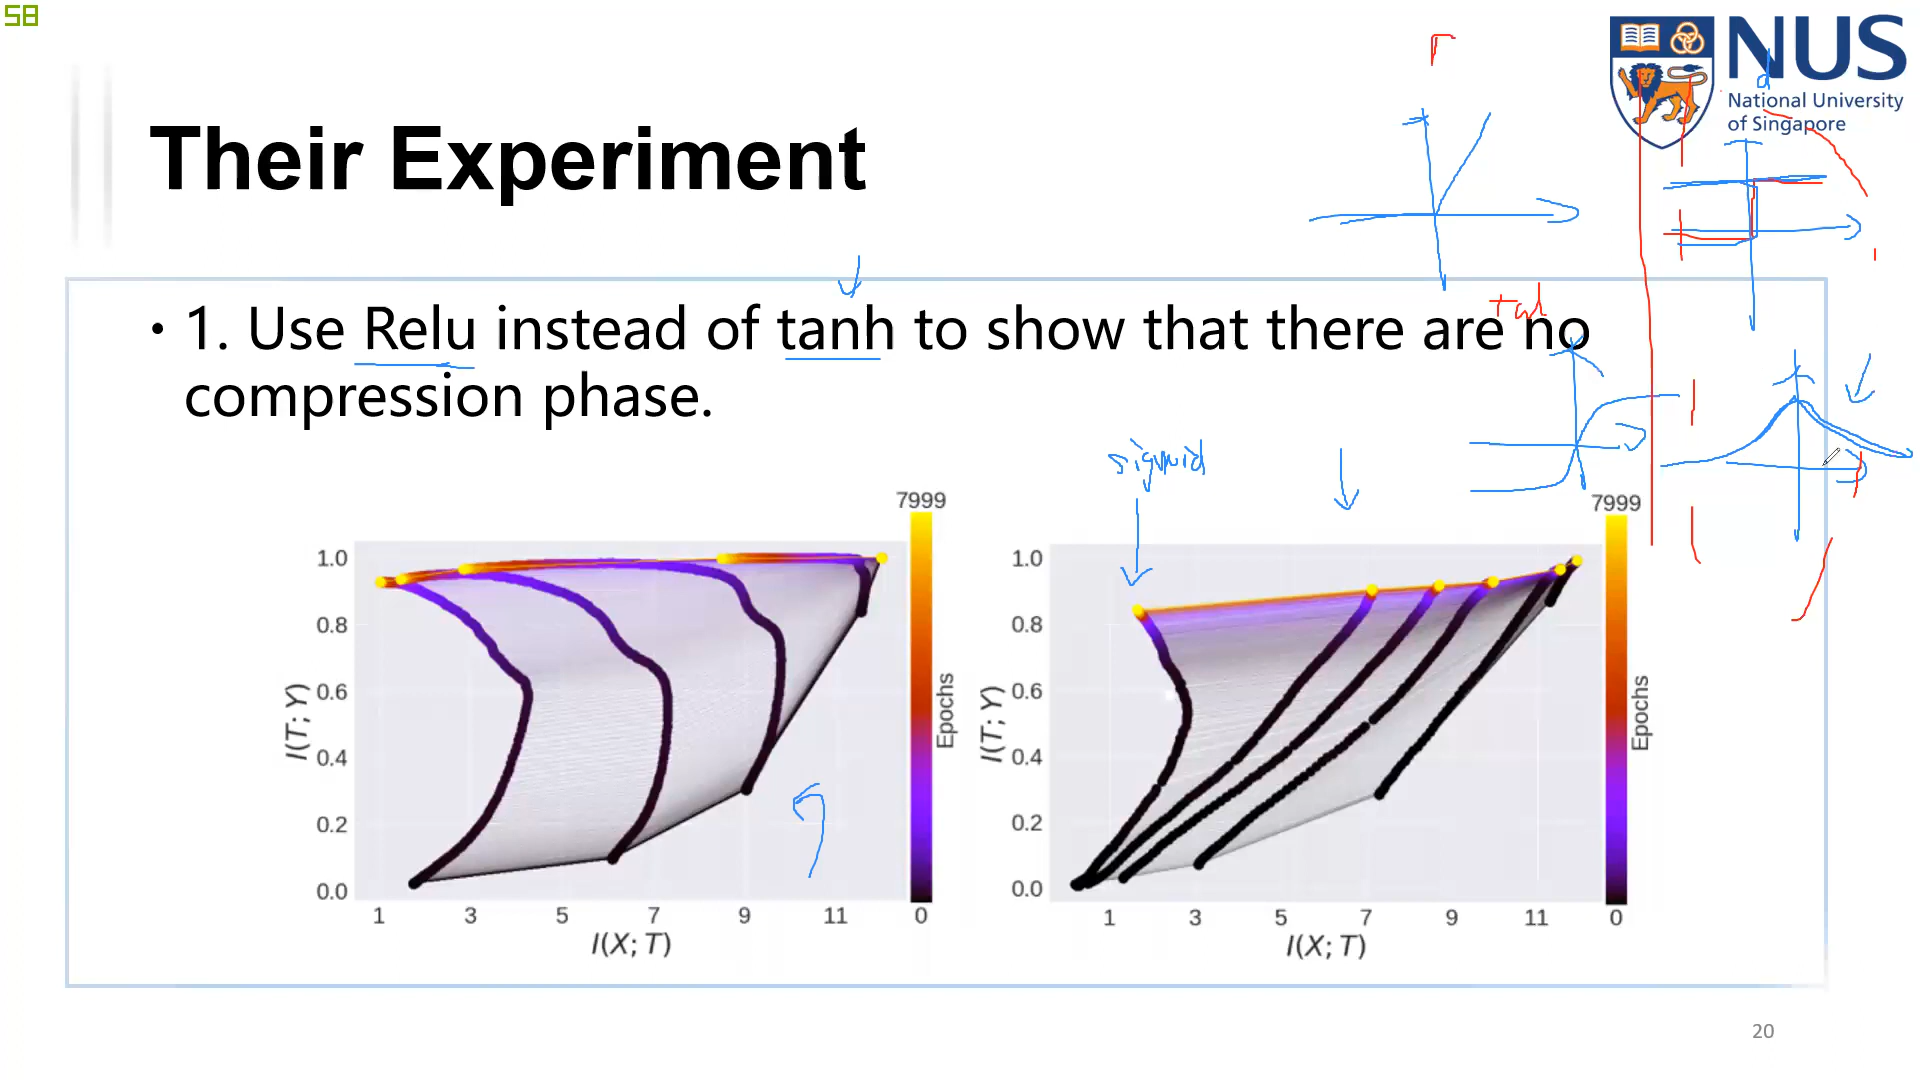 58
NUS
National University
of Singapore
Their Experiment
• 1. Use Relu instead of tanh to show that there are no
compression phase.
sigmoid
7999
1.0
0.8
0.6
0.4
0.2
0.0
I(T; Y)
1 3 5 7 9 11 0
I(X; T)
Epochs
7999
1.0
0.8
0.6
0.4
0.2
0.0
I(T; Y)
1 3 5 7 9 11 0
I(X; T)
Epochs
20